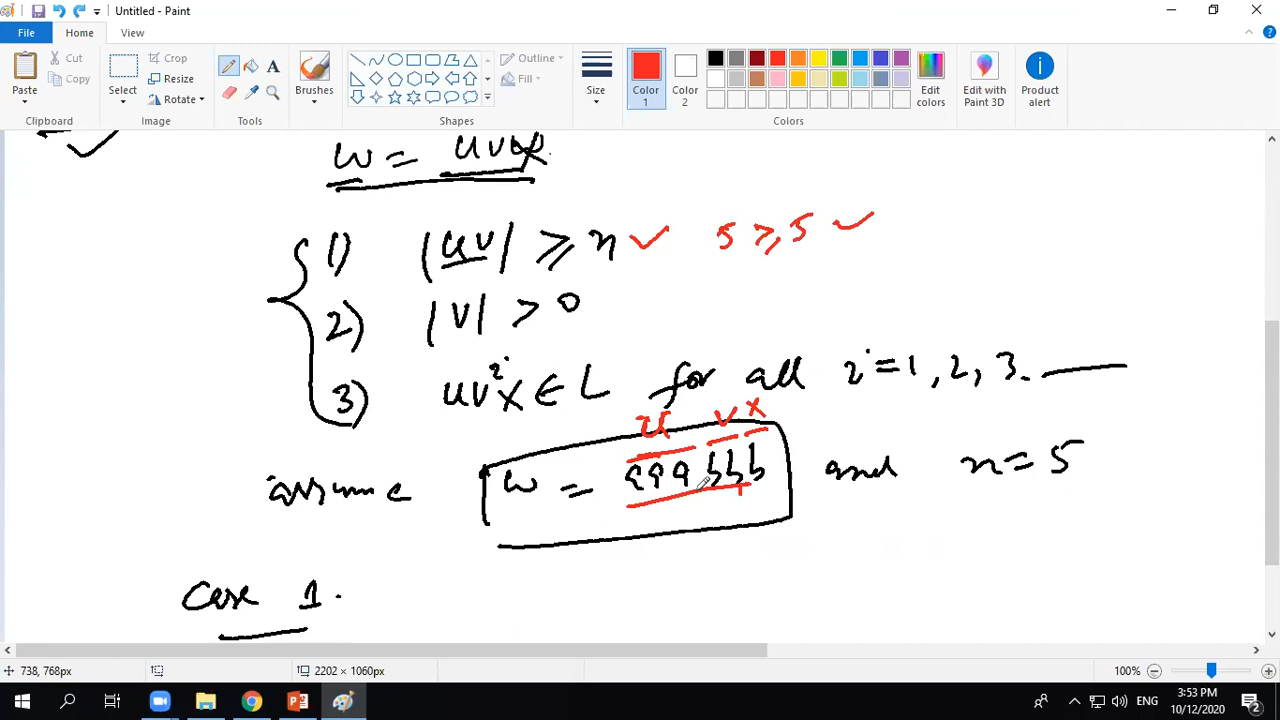 Untitled - Paint
File Home View
Paste Cut Copy Clipboard
Select Crop Resize Rotate Image
Tools
Brushes
Outline Fill Shapes
Size
Color 1 Color 2 Edit colors Colors
Edit with Paint 3D
Product alert
w = uvx
1) |uv| ≥ n 5 ≥ 5
2) |v| > 0
3) uv^i x ∈ L for all i = 1, 2, 3.
u v x
assume w = aaabbb and n = 5
Case 1.
738, 768px 2202 × 1060px 100%
ENG 3:53 PM 10/12/2020 2